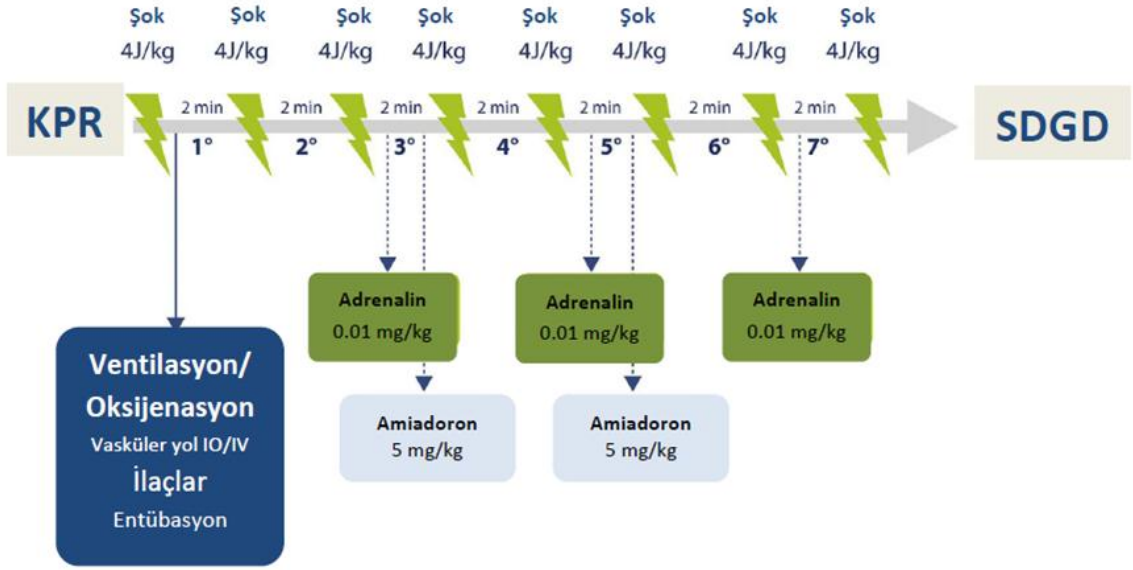 Şok Şok Şok Şok Şok Şok Şok Şok
4J/kg 4J/kg 4J/kg 4J/kg 4J/kg 4J/kg 4J/kg 4J/kg
2 min 2 min 2 min 2 min 2 min 2 min 2 min
KPR
SDGD
1° 2° 3° 4° 5° 6° 7°
Adrenalin
0.01 mg/kg
Adrenalin
0.01 mg/kg
Adrenalin
0.01 mg/kg
Ventilasyon/
Oksijenasyon
Vasküler yol IO/IV
İlaçlar
Entübasyon
Amiadoron
5 mg/kg
Amiadoron
5 mg/kg